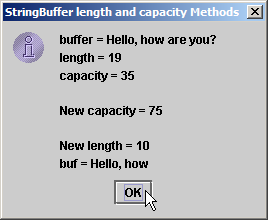 StringBuffer length and capacity Methods
buffer = Hello, how are you?
length = 19
capacity = 35
New capacity = 75
New length = 10
buf = Hello, how
OK